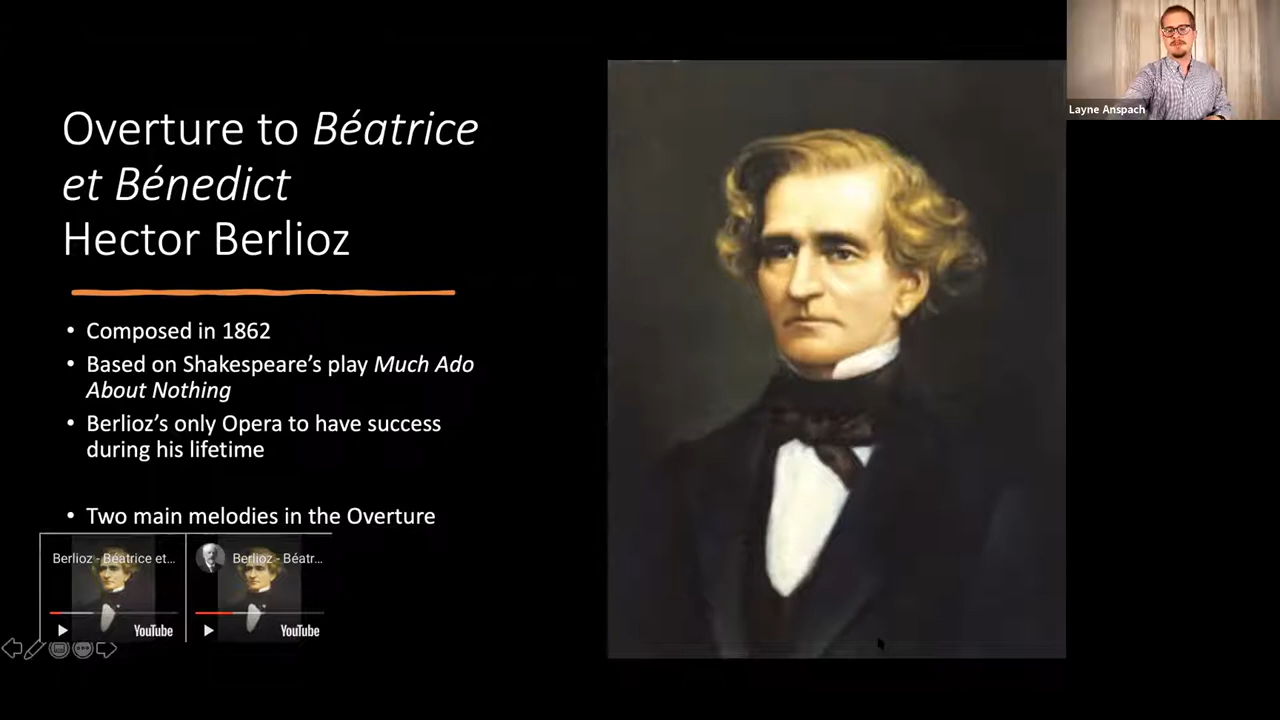 Overture to Béatrice
et Bénedict
Hector Berlioz
• Composed in 1862
• Based on Shakespeare's play Much Ado
About Nothing
• Berlioz's only Opera to have success
during his lifetime
• Two main melodies in the Overture
Berlioz - Béatrice et...
YouTube
Berlioz - Béatr...
YouTube
Layne Anspach